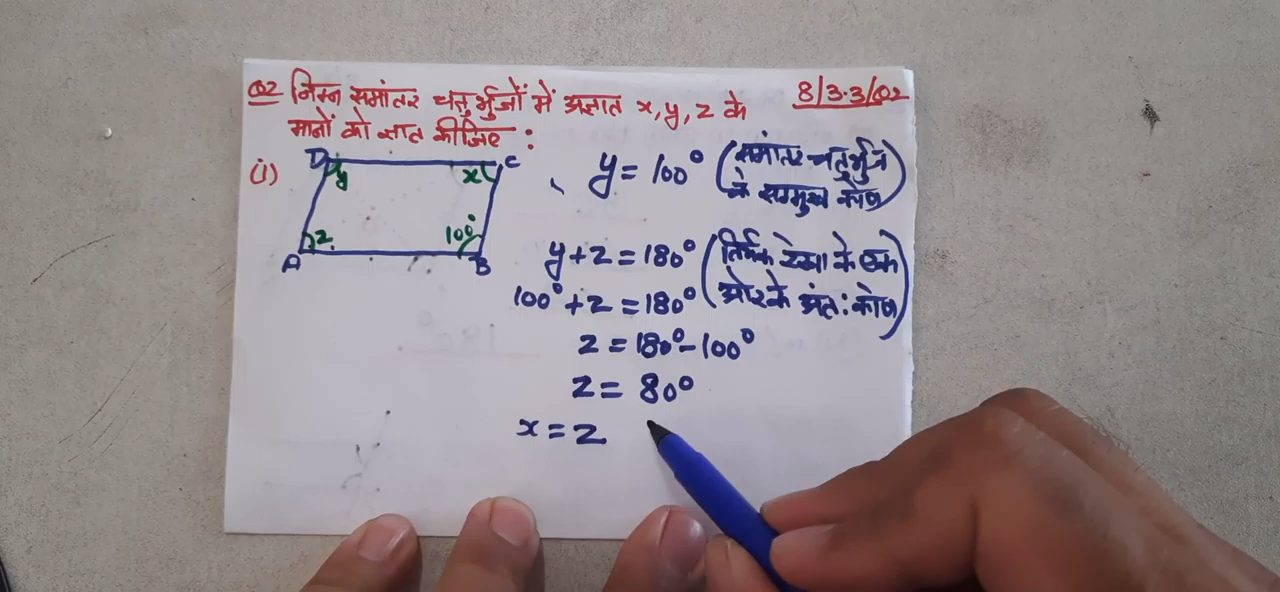 Q2 निम्न समांतर चतुर्भुजों में अज्ञात x, y, z के
8/3.3/Q2
मानों को ज्ञात कीजिए :
(i)
D
C
y
x
z
100°
A
B
y = 100° (समांतर चतुर्भुज
के सम्मुख कोण)
y + z = 180° (तिर्यक रेखा के एक
ओर के अंतः कोण)
100° + z = 180°
z = 180° - 100°
z = 80°
x = z